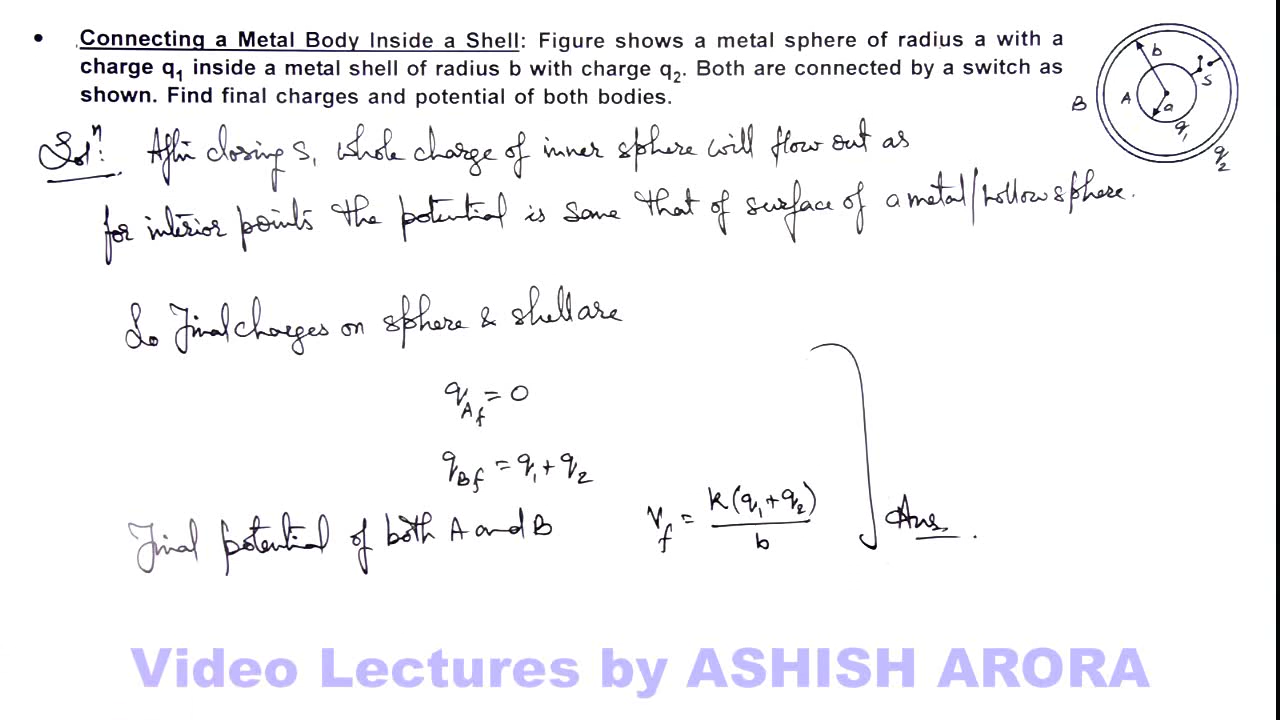 • Connecting a Metal Body Inside a Shell: Figure shows a metal sphere of radius a with a
charge q₁ inside a metal shell of radius b with charge q₂. Both are connected by a switch as
shown. Find final charges and potential of both bodies.
b
S
B
A
a
q₁
q₂
Solⁿ: After closing S, whole charge of inner sphere will flow out as
for interior points the potential is same that of surface of a metal/hollow sphere.
So Final charges on sphere & shell are
q_Af = 0
q_Bf = q₁ + q₂
Final potential of both A and B V_f = k(q₁+q₂)/b Ans.
Video Lectures by ASHISH ARORA